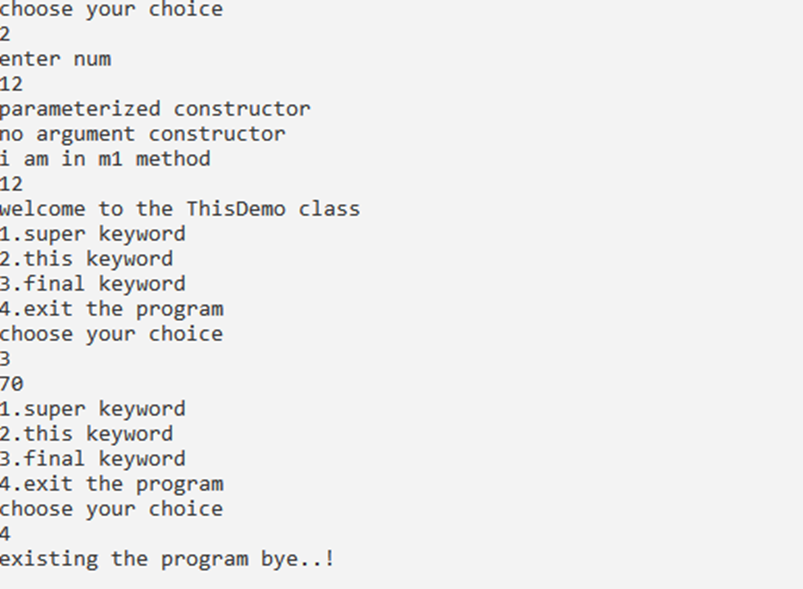 choose your choice
2
enter num
12
parameterized constructor
no argument constructor
i am in m1 method
12
welcome to the ThisDemo class
1.super keyword
2.this keyword
3.final keyword
4.exit the program
choose your choice
3
70
1.super keyword
2.this keyword
3.final keyword
4.exit the program
choose your choice
4
existing the program bye..!